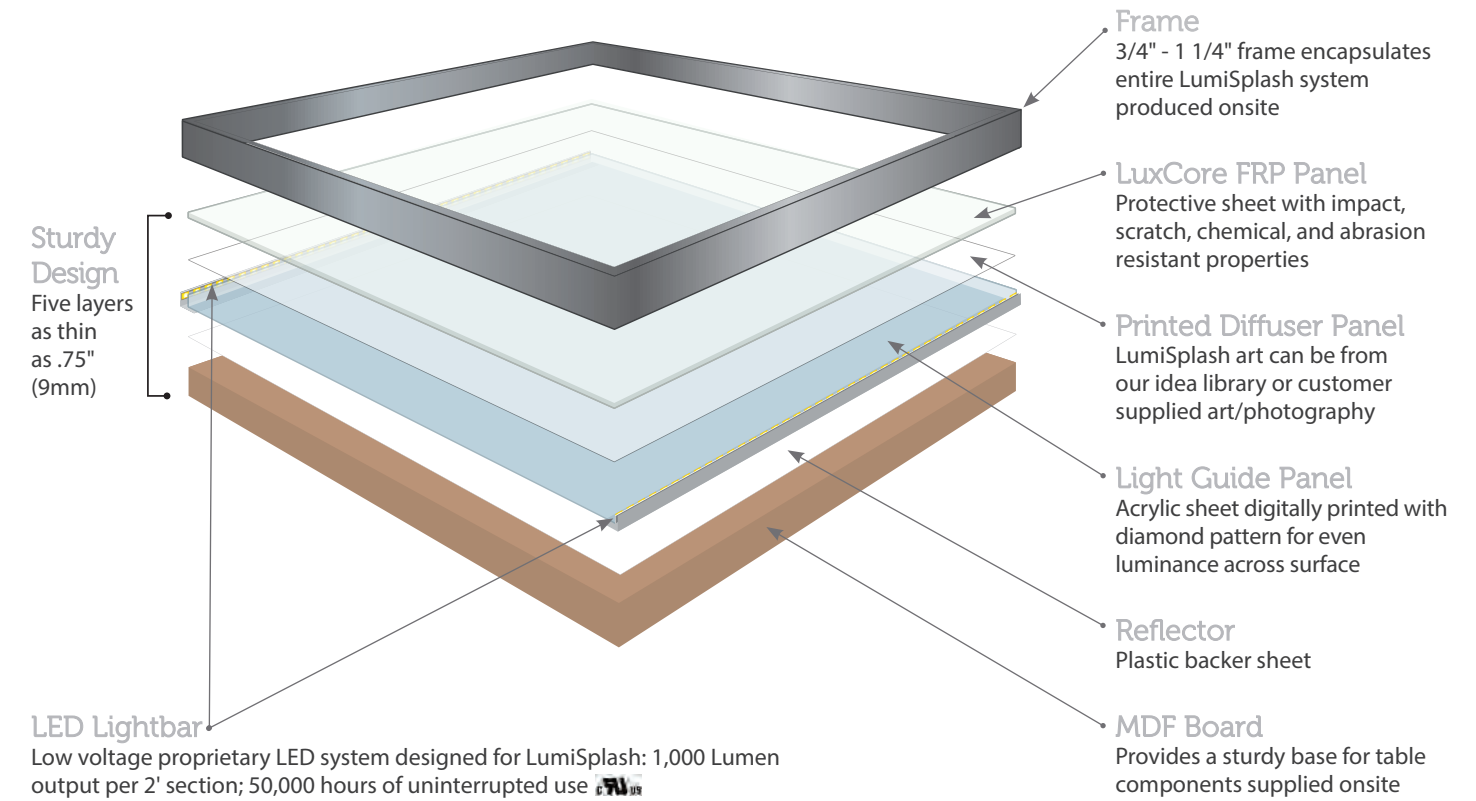 Frame
3/4" - 1 1/4" frame encapsulates
entire LumiSplash system
produced onsite
LuxCore FRP Panel
Protective sheet with impact,
scratch, chemical, and abrasion
resistant properties
Sturdy
Design
Five layers
as thin
as .75"
(9mm)
Printed Diffuser Panel
LumiSplash art can be from
our idea library or customer
supplied art/photography
Light Guide Panel
Acrylic sheet digitally printed with
diamond pattern for even
luminance across surface
Reflector
Plastic backer sheet
LED Lightbar
Low voltage proprietary LED system designed for LumiSplash: 1,000 Lumen
output per 2' section; 50,000 hours of uninterrupted use c RU US
MDF Board
Provides a sturdy base for table
components supplied onsite